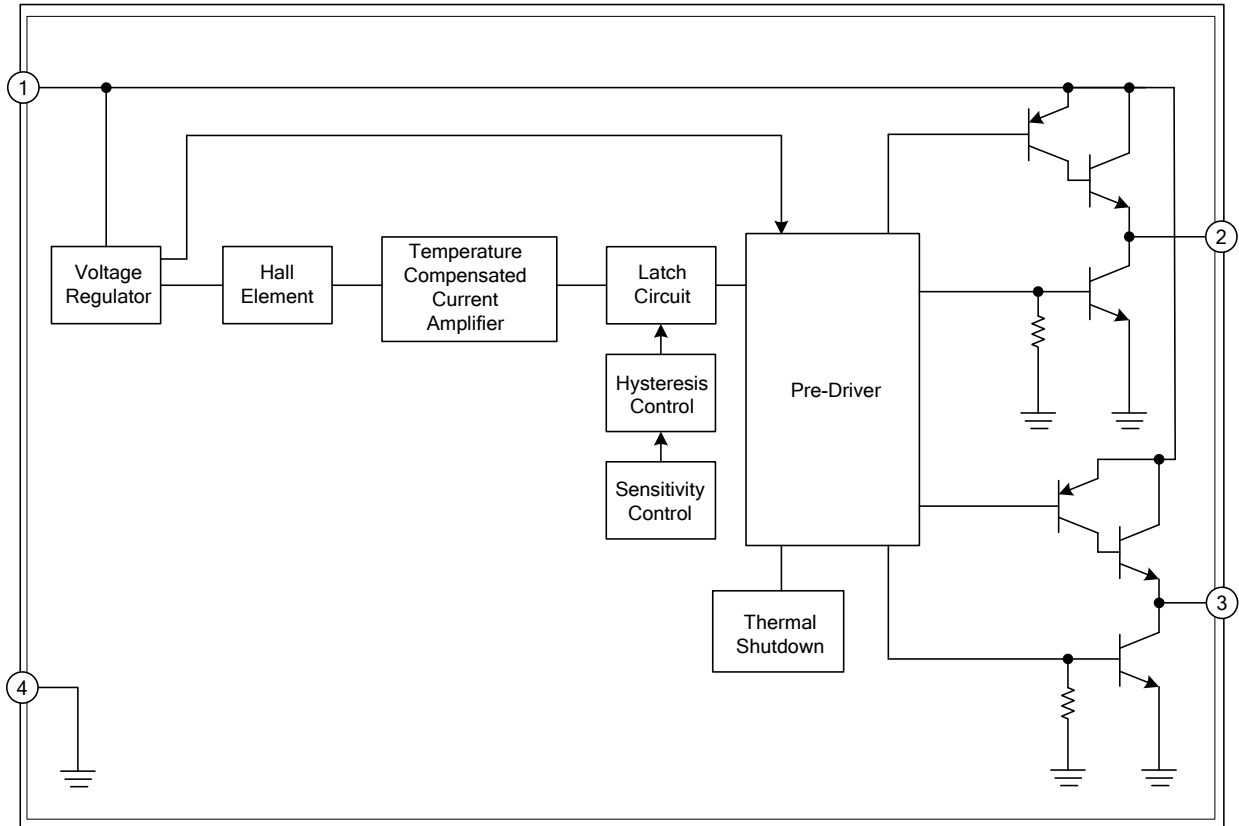 1
Voltage
Regulator
Hall
Element
Temperature
Compensated
Current
Amplifier
Latch
Circuit
Hysteresis
Control
Sensitivity
Control
Pre-Driver
Thermal
Shutdown
2
3
4